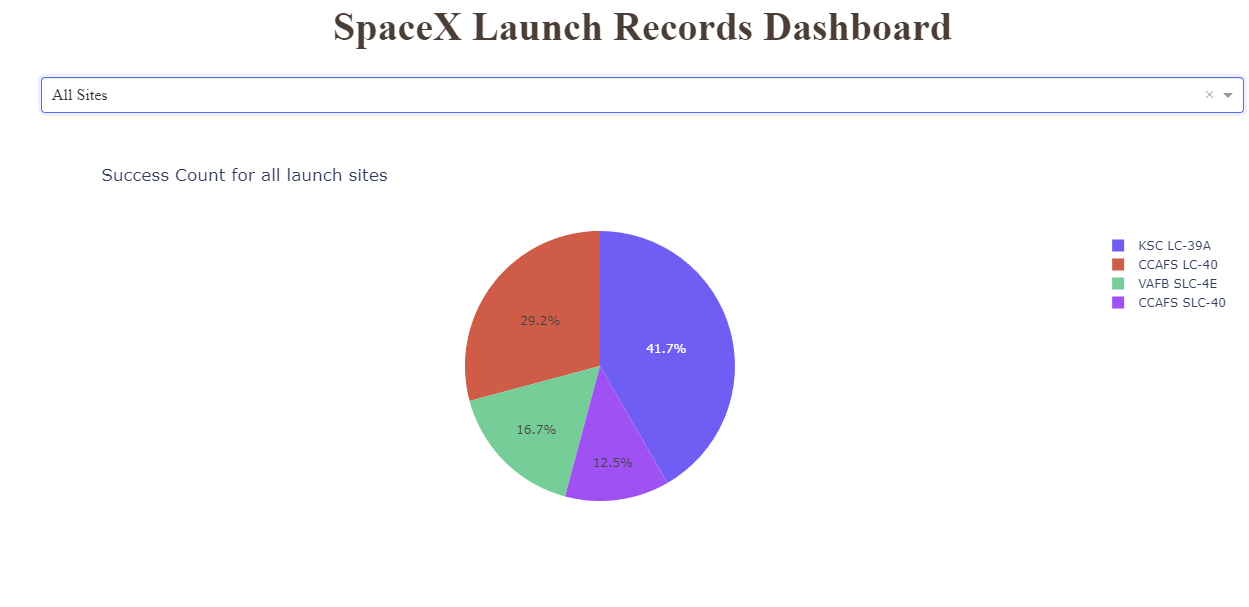 SpaceX Launch Records Dashboard
All Sites ×
Success Count for all launch sites
KSC LC-39A
CCAFS LC-40
VAFB SLC-4E
CCAFS SLC-40
29.2%
41.7%
16.7%
12.5%